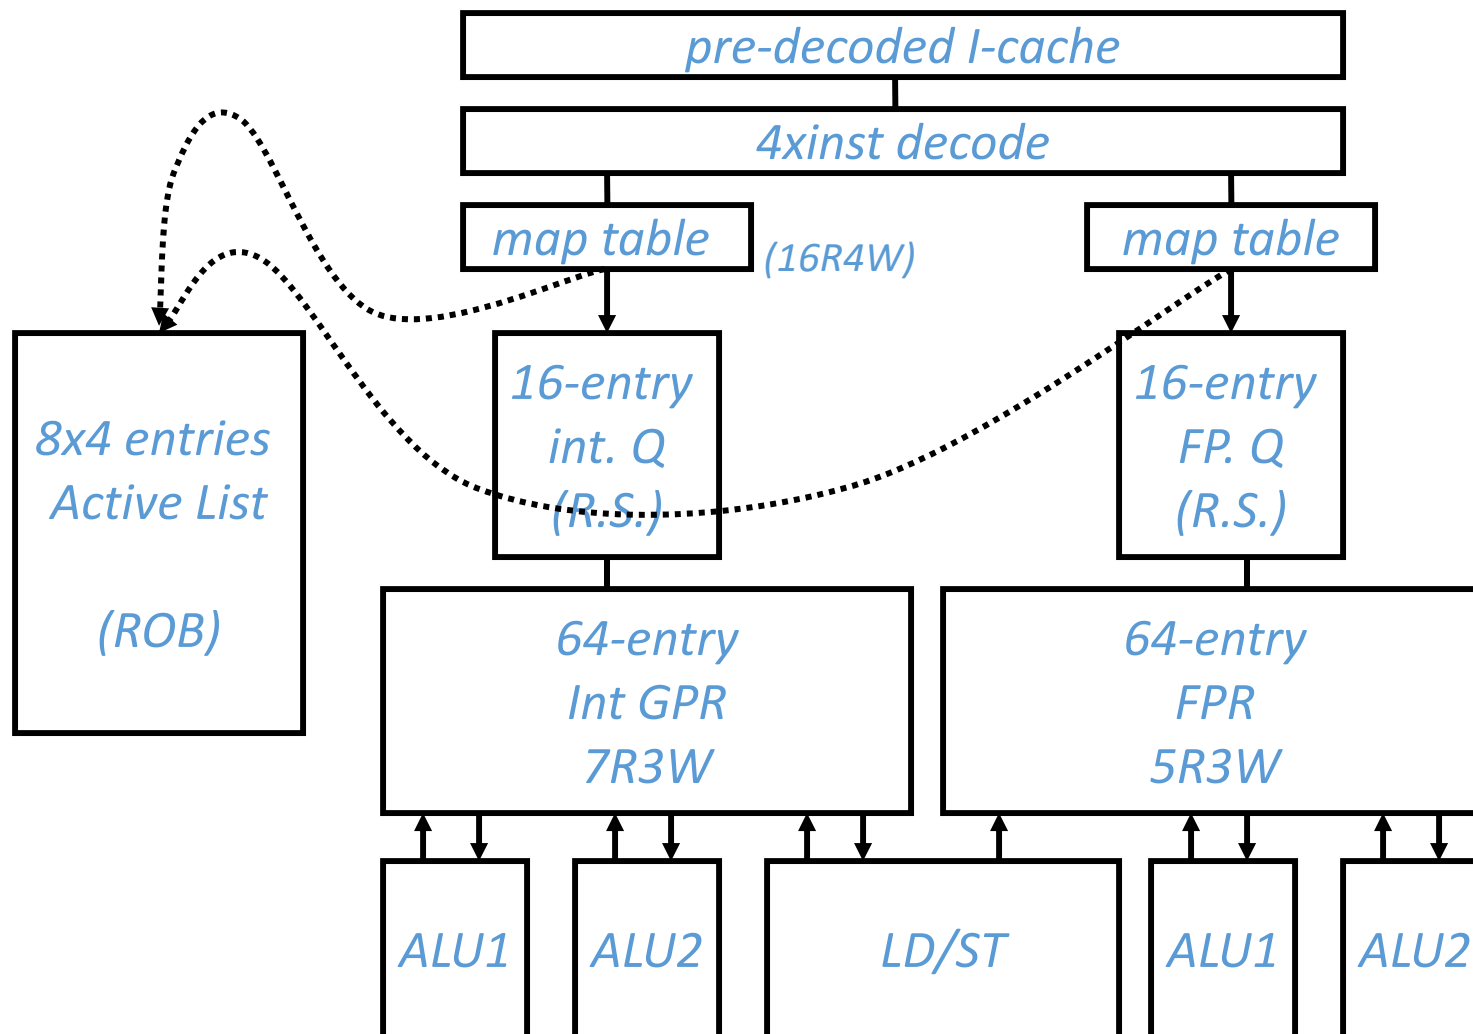 pre-decoded I-cache
4xinst decode
map table
(16R4W)
map table
8x4 entries
Active List
(ROB)
16-entry
int. Q
(R.S.)
16-entry
FP. Q
(R.S.)
64-entry
Int GPR
7R3W
64-entry
FPR
5R3W
ALU1
ALU2
LD/ST
ALU1
ALU2